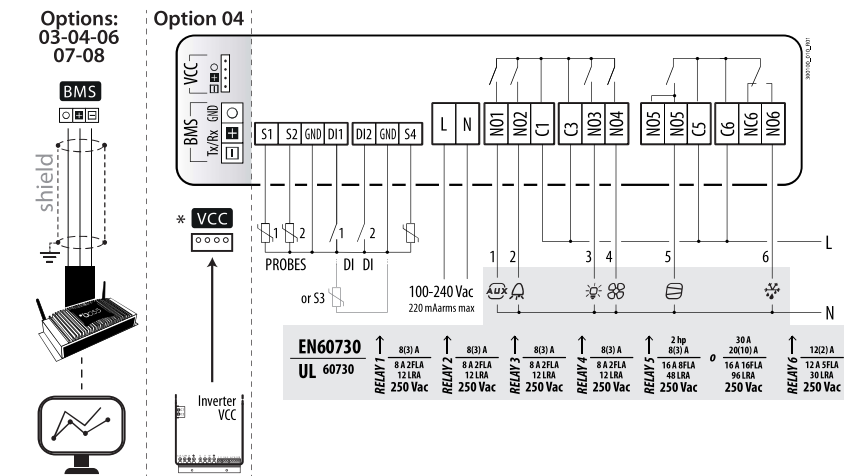 Options:
03-04-06
07-08
BMS
shield
BOSS
Option 04
VCC
BMS
Tx/Rx GND
* VCC
Inverter
VCC
S1 S2 GND DI1 DI2 GND S4
L N NO1 NO2 C1 C3 NO3 NO4 NO5 NO5 C5 C6 NC6 NO6
1 2 1 2
PROBES DI DI
or S3
100-240 Vac
220 mAarms max
1 2 3 4 5 6
L
AUX
N
EN60730
UL 60730
RELAY 1
8(3) A
8 A 2FLA
12 LRA
250 Vac
RELAY 2
8(3) A
8 A 2FLA
12 LRA
250 Vac
RELAY 3
8(3) A
8 A 2FLA
12 LRA
250 Vac
RELAY 4
8(3) A
8 A 2FLA
12 LRA
250 Vac
RELAY 5
2 hp
8(3) A
16 A 8FLA
48 LRA
250 Vac
o
30 A
20(10) A
16 A 16FLA
96 LRA
250 Vac
RELAY 6
12(2) A
12 A 5FLA
30 LRA
250 Vac